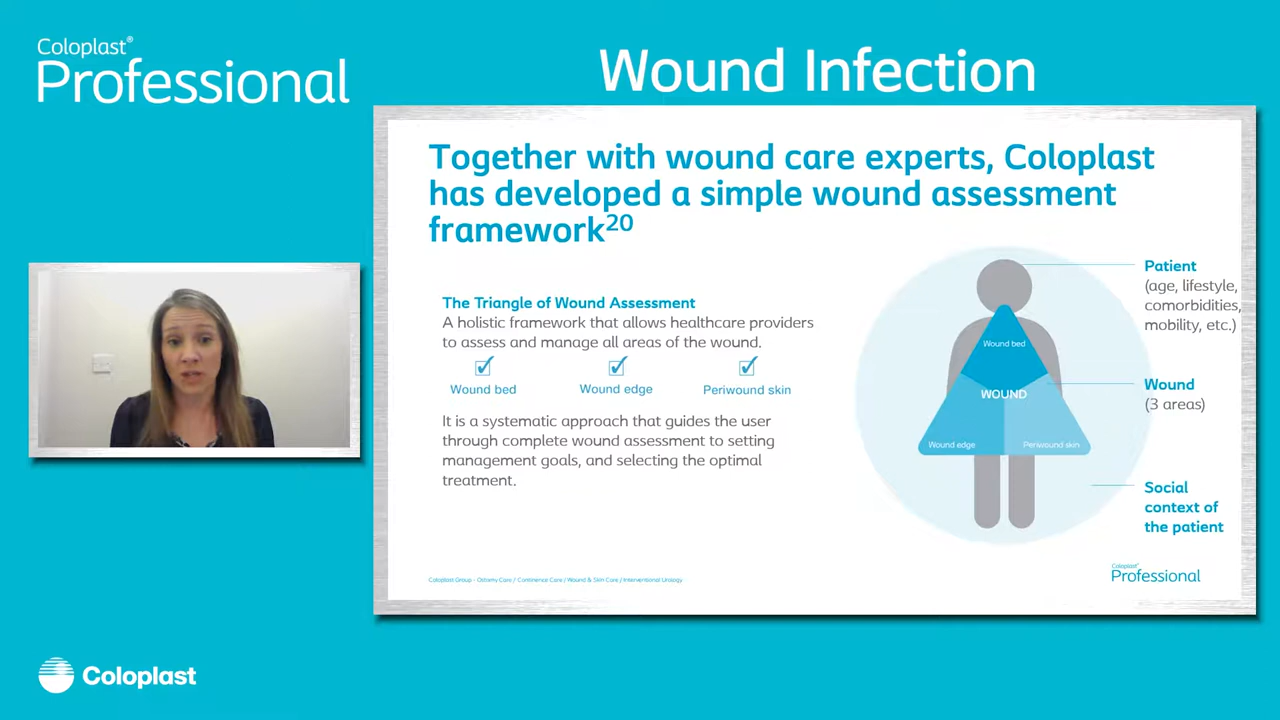 Coloplast®
Professional
Wound Infection
Together with wound care experts, Coloplast
has developed a simple wound assessment
framework20
The Triangle of Wound Assessment
A holistic framework that allows healthcare providers
to assess and manage all areas of the wound.
Wound bed
Wound edge
Periwound skin
It is a systematic approach that guides the user
through complete wound assessment to setting
management goals, and selecting the optimal
treatment.
Wound bed
WOUND
Wound edge
Periwound skin
Patient
(age, lifestyle,
comorbidities,
mobility, etc.)
Wound
(3 areas)
Social
context of
the patient
Coloplast Group - Ostomy Care / Continence Care / Wound & Skin Care / Interventional Urology
Coloplast®
Professional
Coloplast